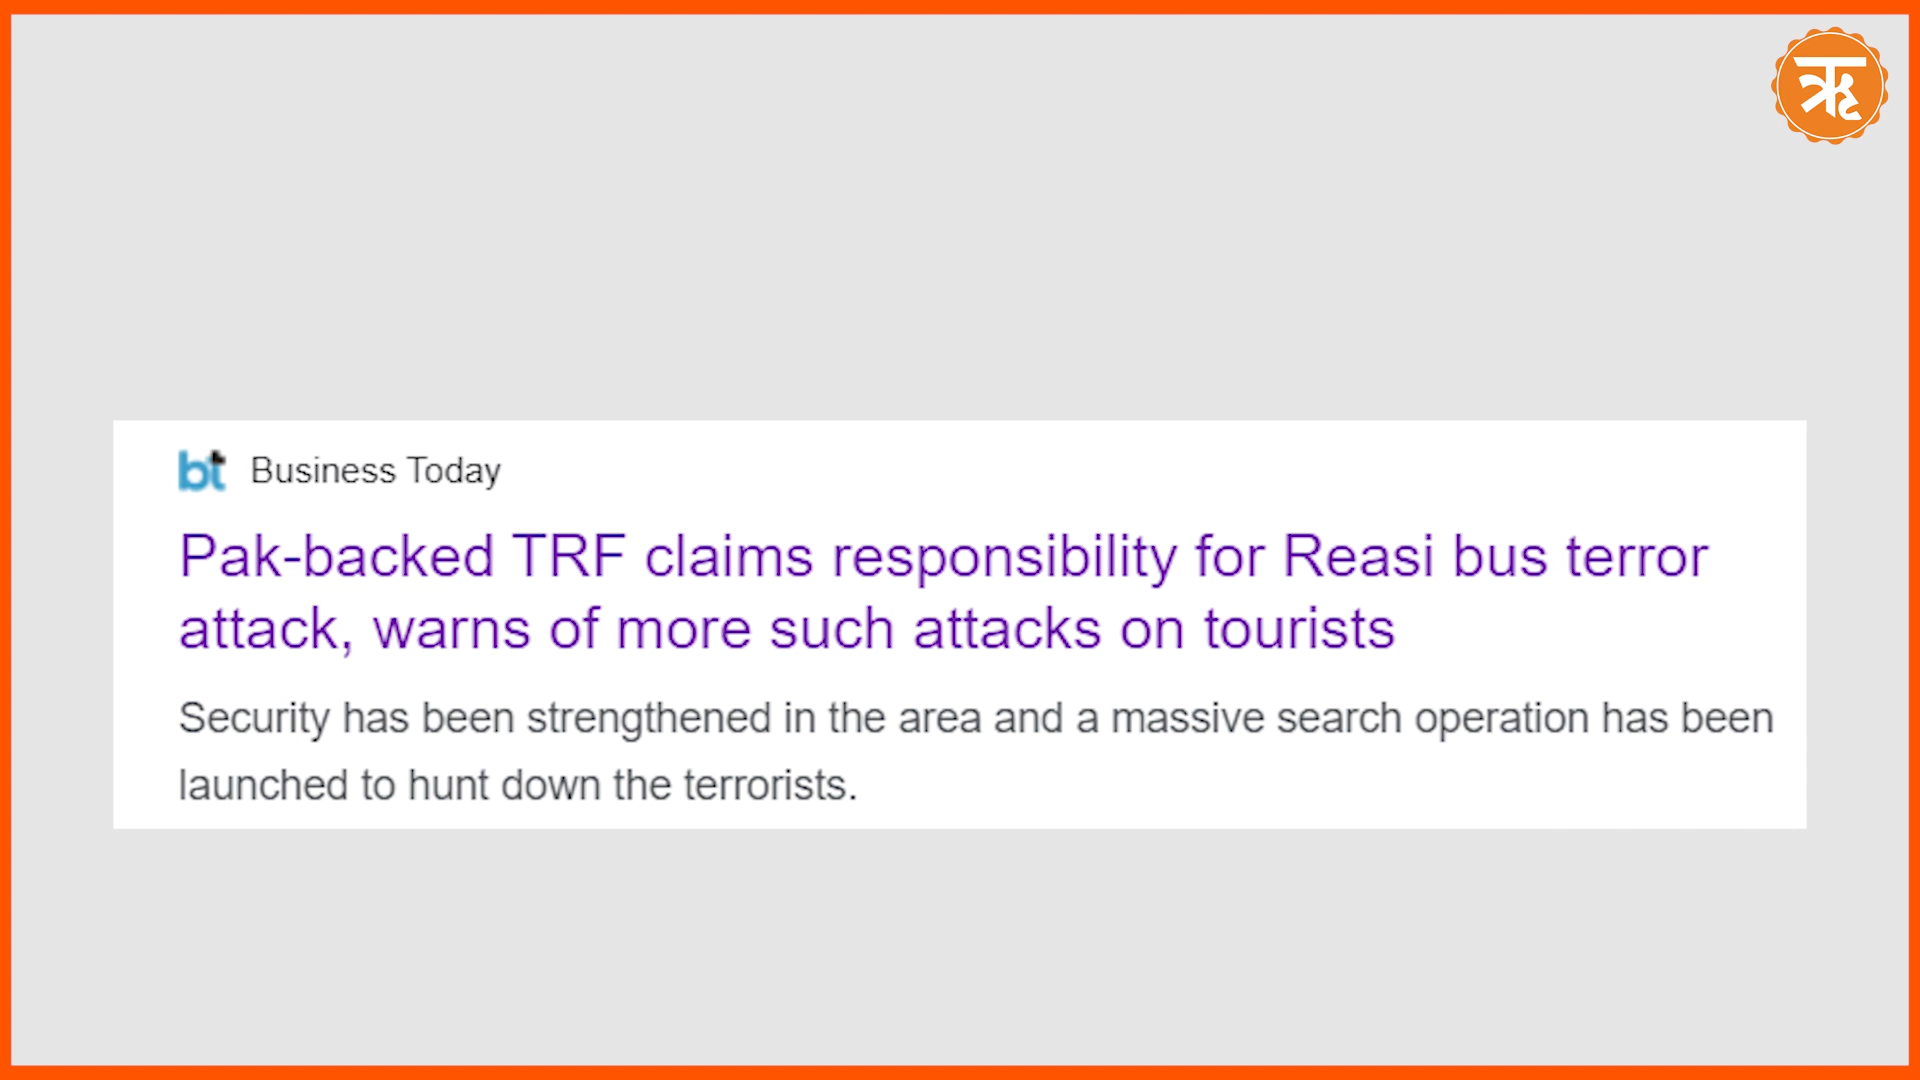 ऋ
bt Business Today
Pak-backed TRF claims responsibility for Reasi bus terror
attack, warns of more such attacks on tourists
Security has been strengthened in the area and a massive search operation has been
launched to hunt down the terrorists.